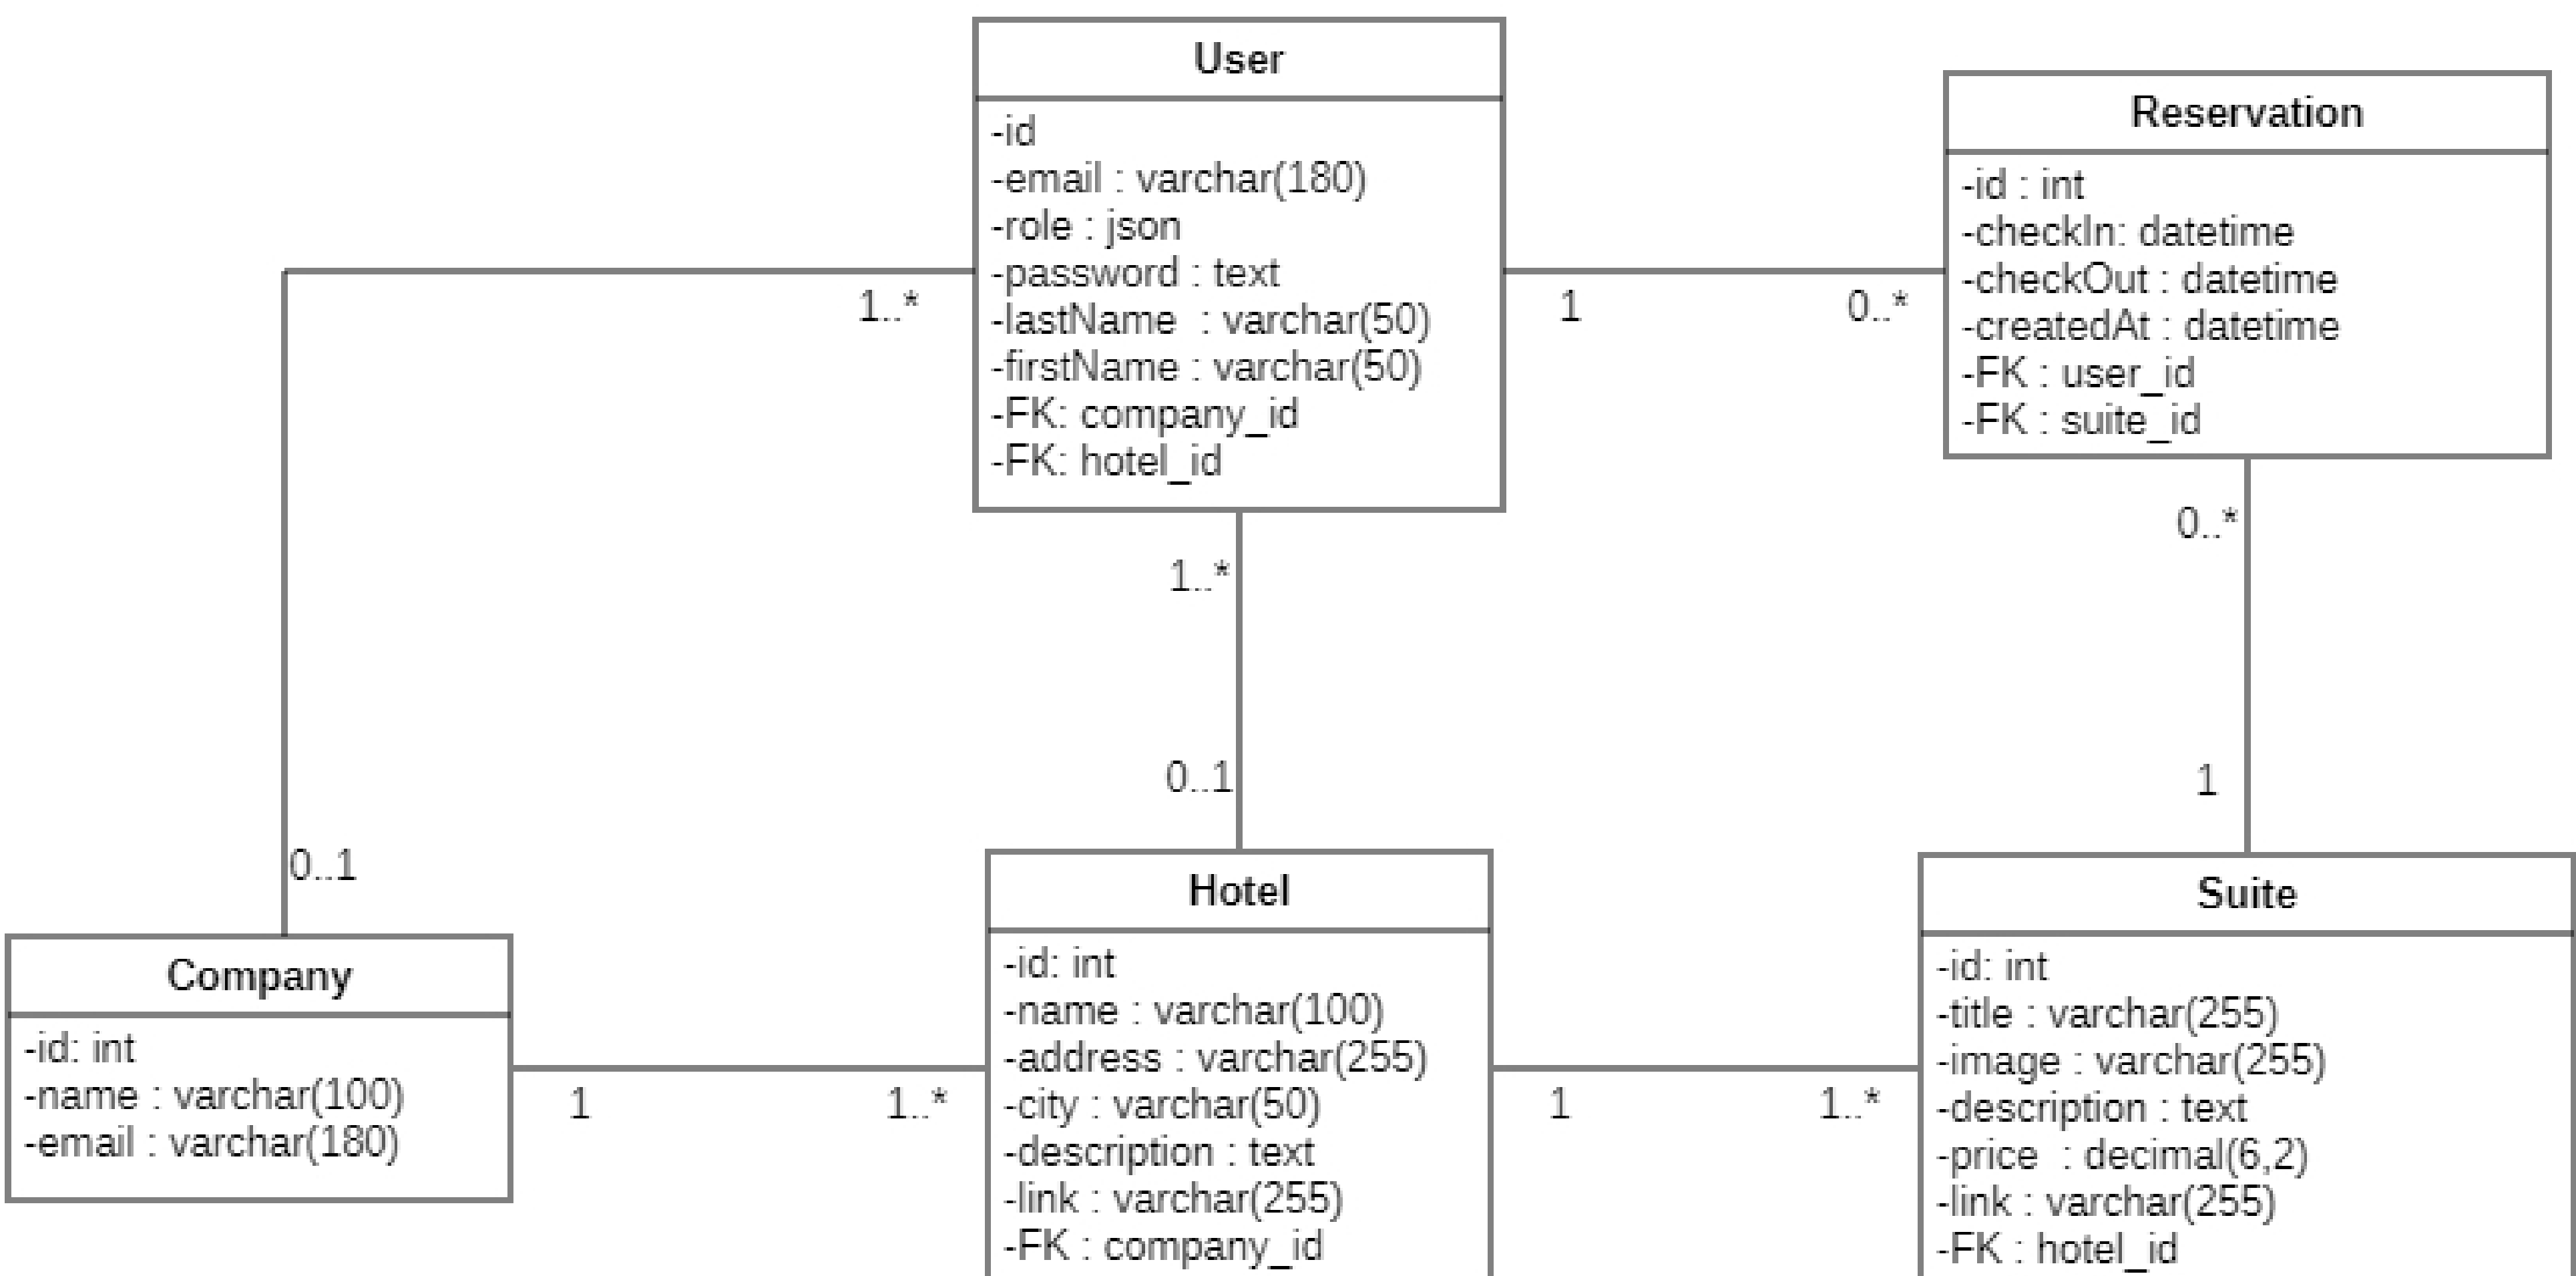 User
-id
-email : varchar(180)
-role : json
-password : text
-lastName  : varchar(50)
-firstName : varchar(50)
-FK: company_id
-FK: hotel_id
Reservation
-id : int
-checkIn: datetime
-checkOut : datetime
-createdAt : datetime
-FK : user_id
-FK : suite_id
1..*
1
0..*
1..*
0..*
0..1
1
0..1
Company
-id: int
-name : varchar(100)
-email : varchar(180)
1
1..*
Hotel
-id: int
-name : varchar(100)
-address : varchar(255)
-city : varchar(50)
-description : text
-link : varchar(255)
-FK : company_id
1
1..*
Suite
-id: int
-title : varchar(255)
-image : varchar(255)
-description : text
-price  : decimal(6,2)
-link : varchar(255)
-FK : hotel_id